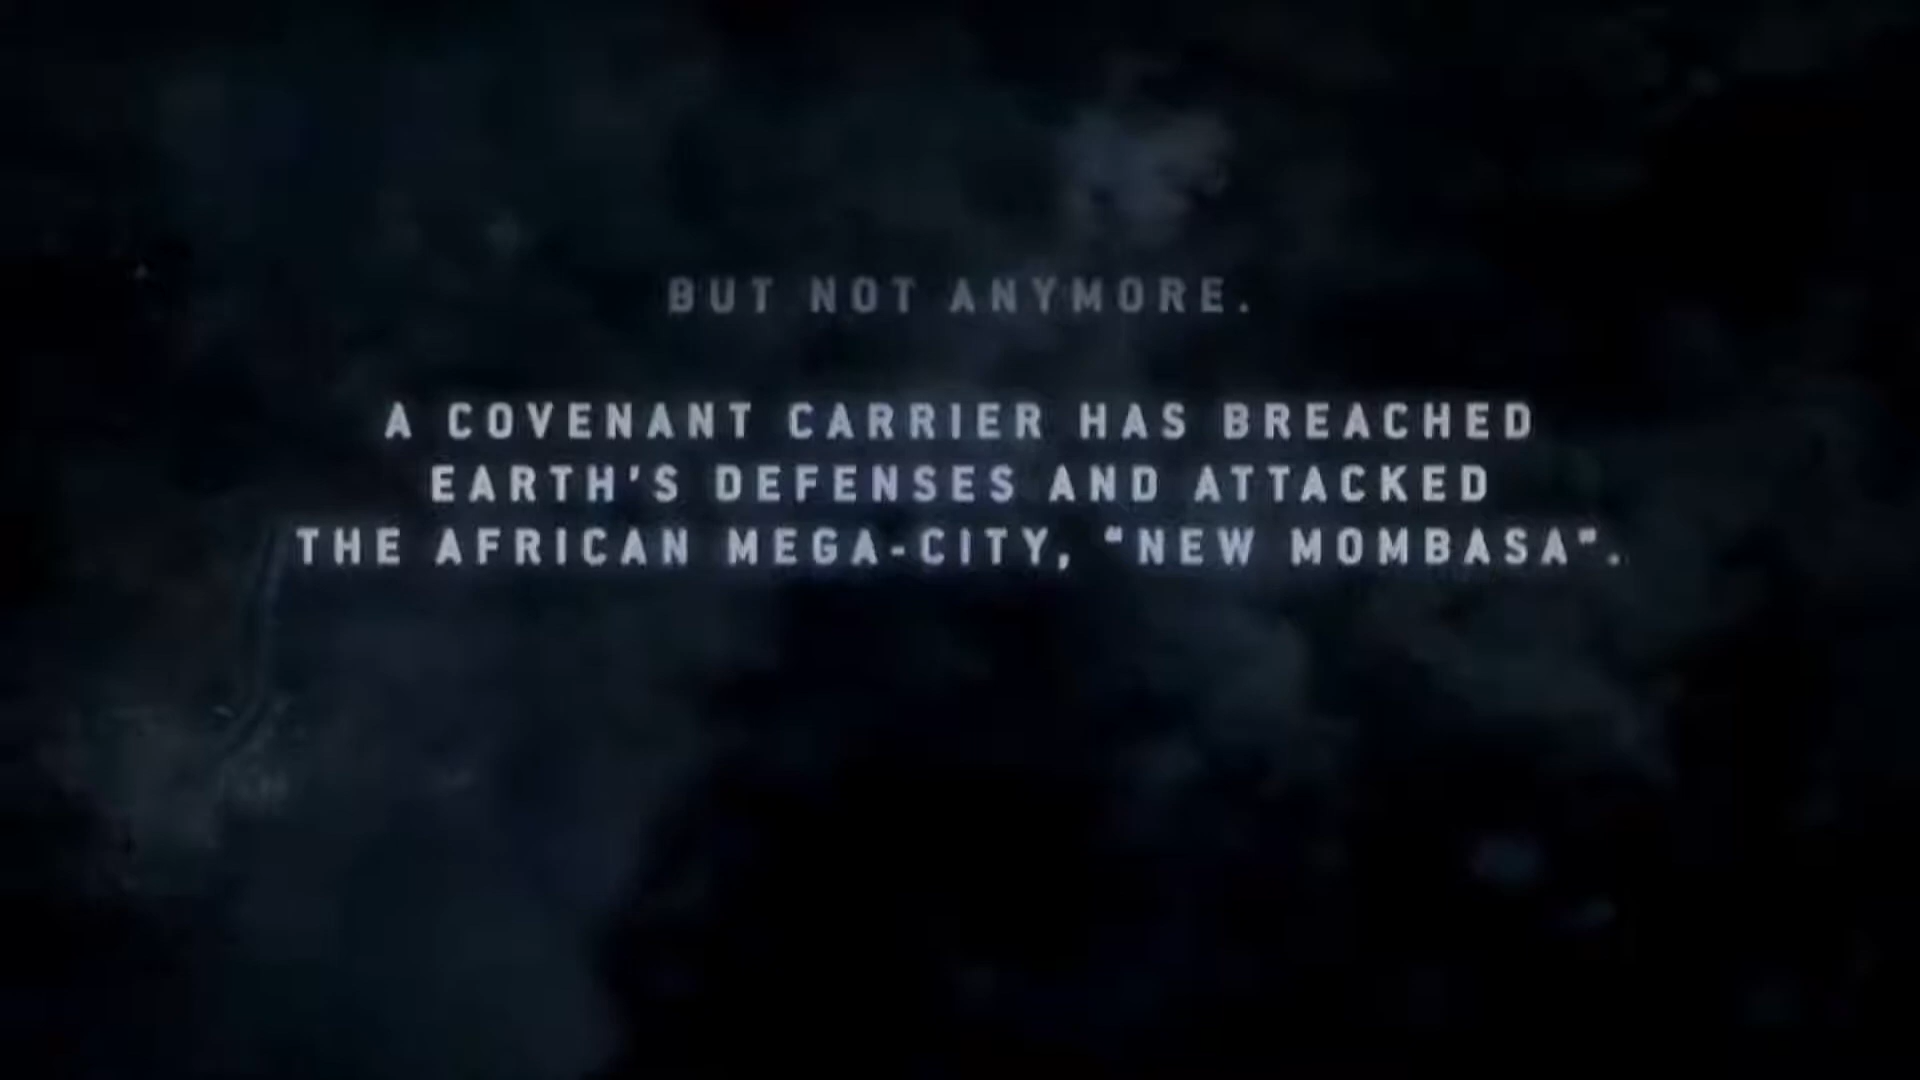 BUT NOT ANYMORE.
A COVENANT CARRIER HAS BREACHED
EARTH'S DEFENSES AND ATTACKED
THE AFRICAN MEGA-CITY, "NEW MOMBASA".